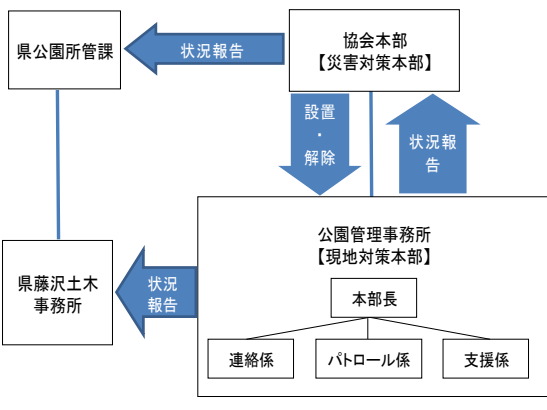 県公園所管課
状況報告
協会本部
【災害対策本部】
設置
・
解除
状況報
告
公園管理事務所
【現地対策本部】
県藤沢土木
事務所
状況
報告
本部長
連絡係
パトロール係
支援係